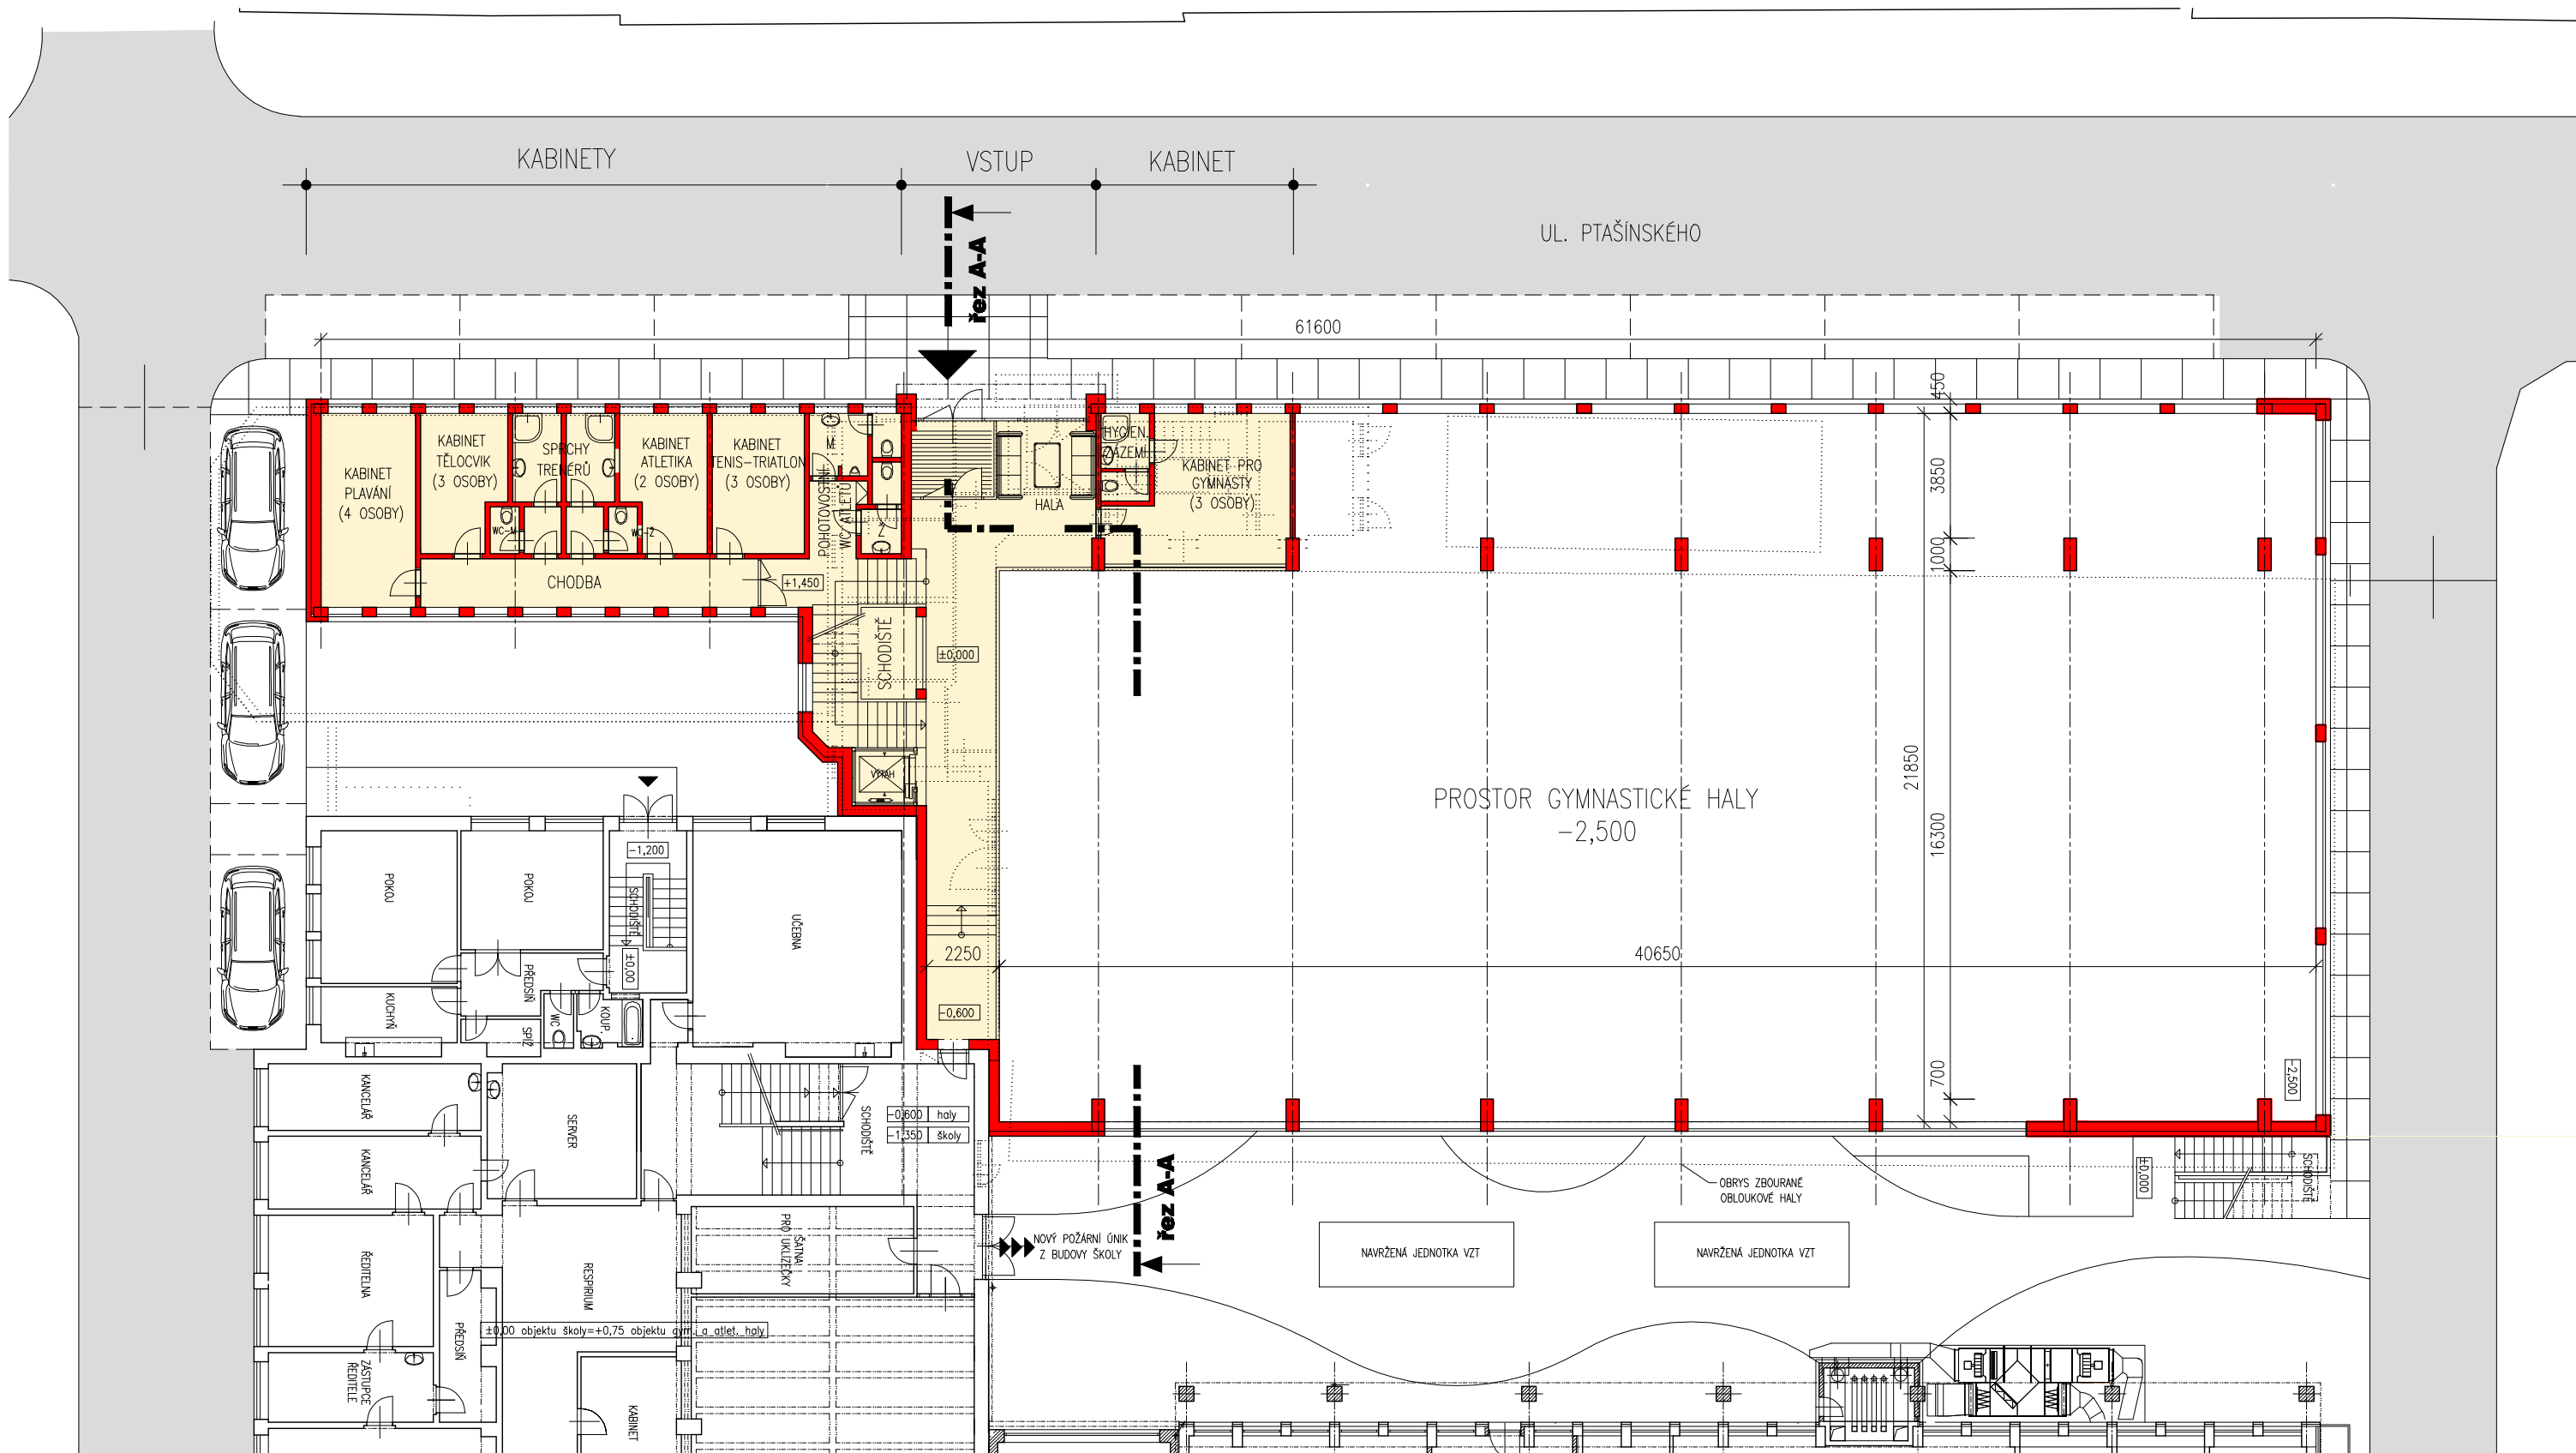 KABINETY
VSTUP
KABINET
UL. PTAŠÍNSKÉHO
řez A-A
61600
450
3850
1000
21850
16300
700
KABINET
PLAVÁNÍ
(4 OSOBY)
KABINET
TĚLOCVIK
(3 OSOBY)
SPRCHY
TRENÉRŮ
KABINET
ATLETIKA
(2 OSOBY)
KABINET
TENIS-TRIATLON
(3 OSOBY)
WC-M
WC-Ž
POHOTOVOSTNÍ
WC ATLETŮ
M
Ž
HALA
HYGIEN.
ZÁZEMÍ
KABINET PRO
GYMNASTY
(3 OSOBY)
CHODBA
+1,450
SCHODIŠTĚ
±0,000
VÝTAH
PROSTOR GYMNASTICKÉ HALY
-2,500
2250
40650
-0,600
-2,500
-1,200
POKOJ
POKOJ
SCHODIŠTĚ
±0,00
UČEBNA
PŘEDSÍŇ
KUCHYŇ
SPÍŽ
WC
KOUP.
KANCELÁŘ
SERVER
SCHODIŠTĚ
-0,600 haly
-1,350 školy
KANCELÁŘ
ŘEDITELNA
RESPIRIUM
ŠATNA
PRO UKLÍZEČKY
NOVÝ POŽÁRNÍ ÚNIK
Z BUDOVY ŠKOLY
řez A-A
OBRYS ZBOURANÉ
OBLOUKOVÉ HALY
±0,000
SCHODIŠTĚ
NAVRŽENÁ JEDNOTKA VZT
NAVRŽENÁ JEDNOTKA VZT
±0,00 objektu školy=+0,75 objektu gym. a atlet. haly
PŘEDSÍŇ
ZÁSTUPCE
ŘEDITELE
KABINET